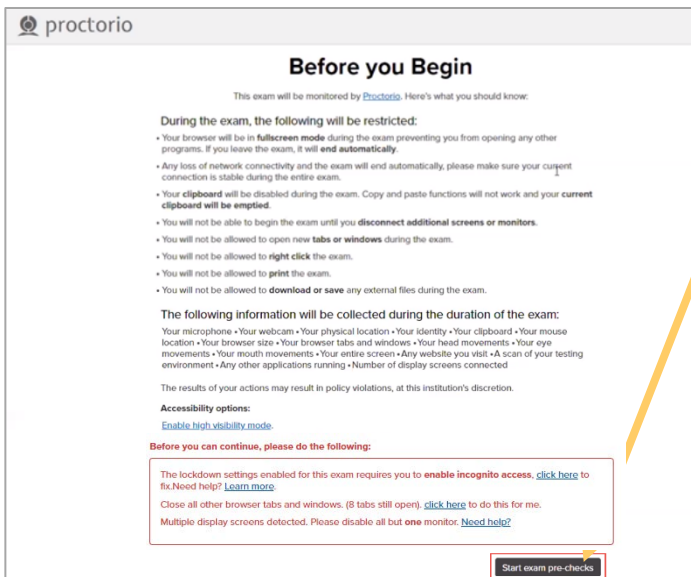 proctorio
Before you Begin
This exam will be monitored by Proctorio. Here's what you should know:
During the exam, the following will be restricted:
• Your browser will be in fullscreen mode during the exam preventing you from opening any other
programs. If you leave the exam, it will end automatically.
• Any loss of network connectivity and the exam will end automatically, please make sure your current
connection is stable during the entire exam.
• Your clipboard will be disabled during the exam. Copy and paste functions will not work and your current
clipboard will be emptied.
• You will not be able to begin the exam until you disconnect additional screens or monitors.
• You will not be allowed to open new tabs or windows during the exam.
• You will not be allowed to right click the exam.
• You will not be allowed to print the exam.
• You will not be allowed to download or save any external files during the exam.
The following information will be collected during the duration of the exam:
Your microphone • Your webcam • Your physical location • Your identity • Your clipboard • Your mouse
location • Your browser size • Your browser tabs and windows • Your head movements • Your eye
movements • Your mouth movements • Your entire screen • Any website you visit • A scan of your testing
environment • Any other applications running • Number of display screens connected
The results of your actions may result in policy violations, at this institution's discretion.
Accessibility options:
Enable high visibility mode.
Before you can continue, please do the following:
The lockdown settings enabled for this exam requires you to enable incognito access, click here to
fix.Need help? Learn more.
Close all other browser tabs and windows. (8 tabs still open). click here to do this for me.
Multiple display screens detected. Please disable all but one monitor. Need help?
Start exam pre-checks